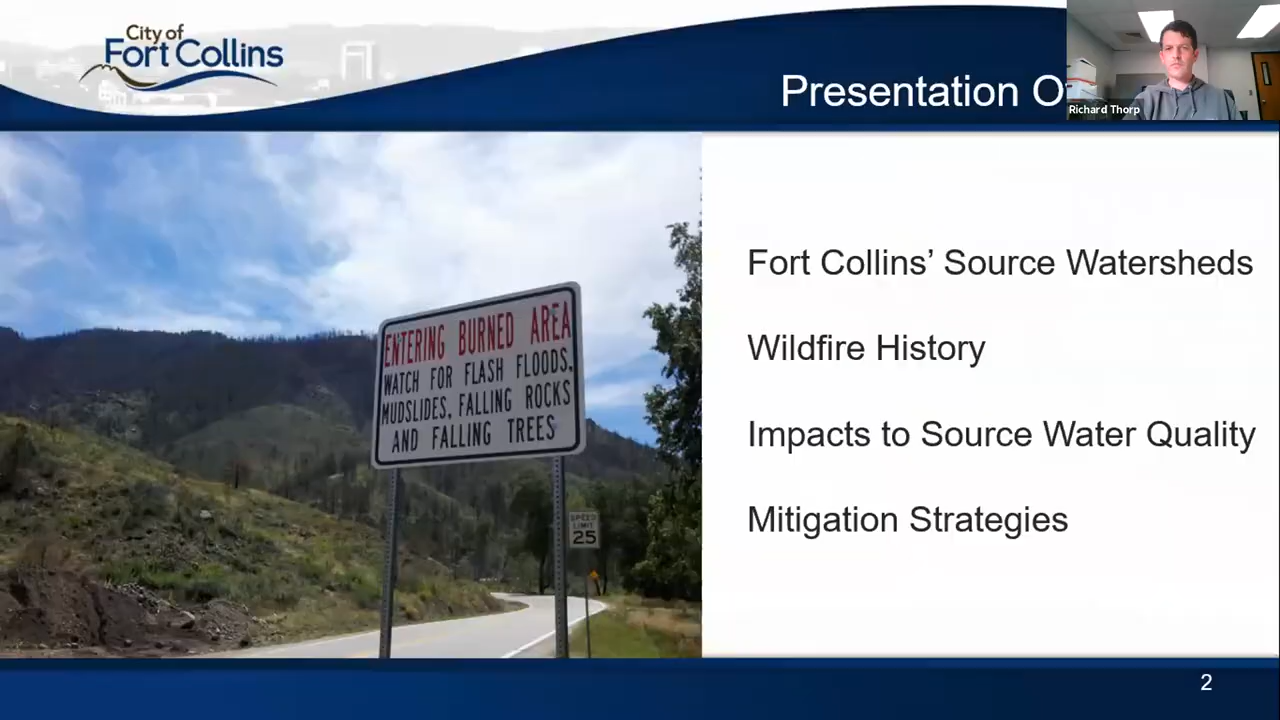 City of
Fort Collins
Presentation O
Richard Thorp
ENTERING BURNED AREA
WATCH FOR FLASH FLOODS,
MUDSLIDES, FALLING ROCKS
AND FALLING TREES
SPEED
LIMIT
25
Fort Collins’ Source Watersheds
Wildfire History
Impacts to Source Water Quality
Mitigation Strategies
2